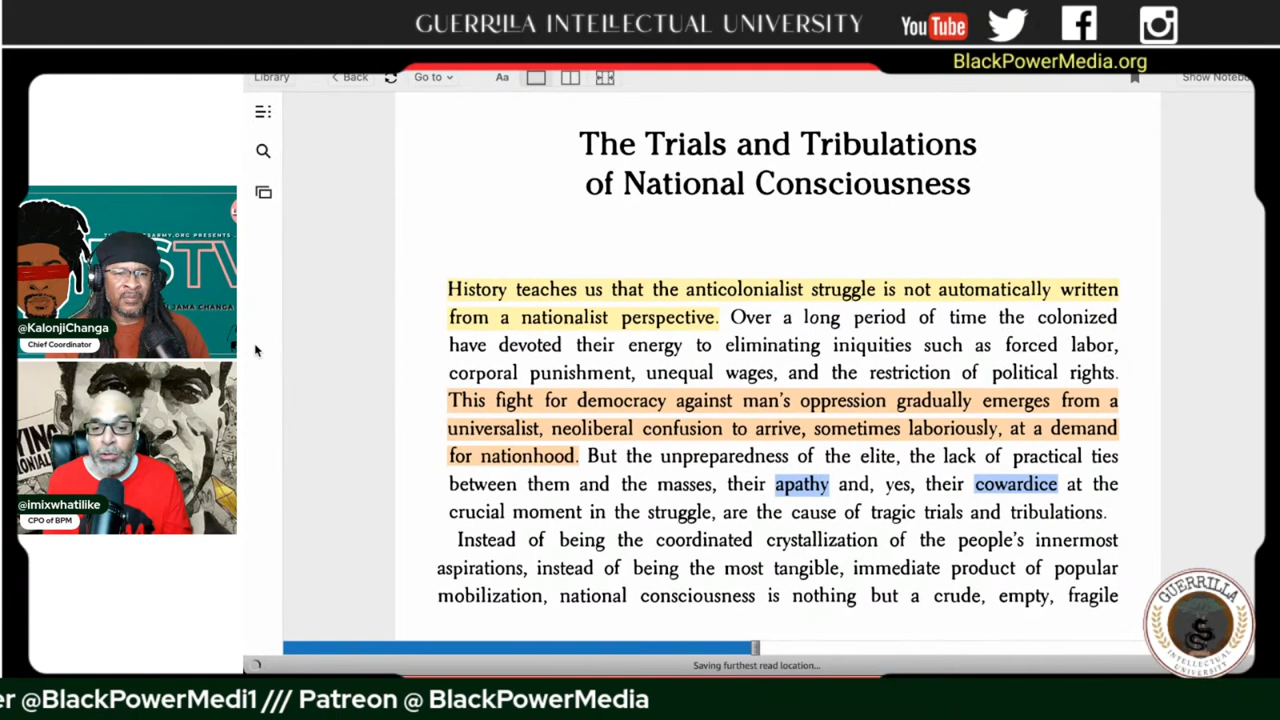 GUERRILLA INTELLECTUAL UNIVERSITY
YouTube
BlackPowerMedia.org
Library
Back
Go to
Aa
Show Notebo
The Trials and Tribulations
of National Consciousness
History teaches us that the anticolonialist struggle is not automatically written
from a nationalist perspective. Over a long period of time the colonized
have devoted their energy to eliminating iniquities such as forced labor,
corporal punishment, unequal wages, and the restriction of political rights.
This fight for democracy against man's oppression gradually emerges from a
universalist, neoliberal confusion to arrive, sometimes laboriously, at a demand
for nationhood. But the unpreparedness of the elite, the lack of practical ties
between them and the masses, their apathy and, yes, their cowardice at the
crucial moment in the struggle, are the cause of tragic trials and tribulations.
Instead of being the coordinated crystallization of the people's innermost
aspirations, instead of being the most tangible, immediate product of popular
mobilization, national consciousness is nothing but a crude, empty, fragile
Saving furthest read location...
TV
JAMA CHANGA
@KalonjiChanga
Chief Coordinator
@imixwhatilike
CPO of BPM
GUERRILLA
INTELLECTUAL
UNIVERSITY
er @BlackPowerMedi1 /// Patreon @ BlackPowerMedia